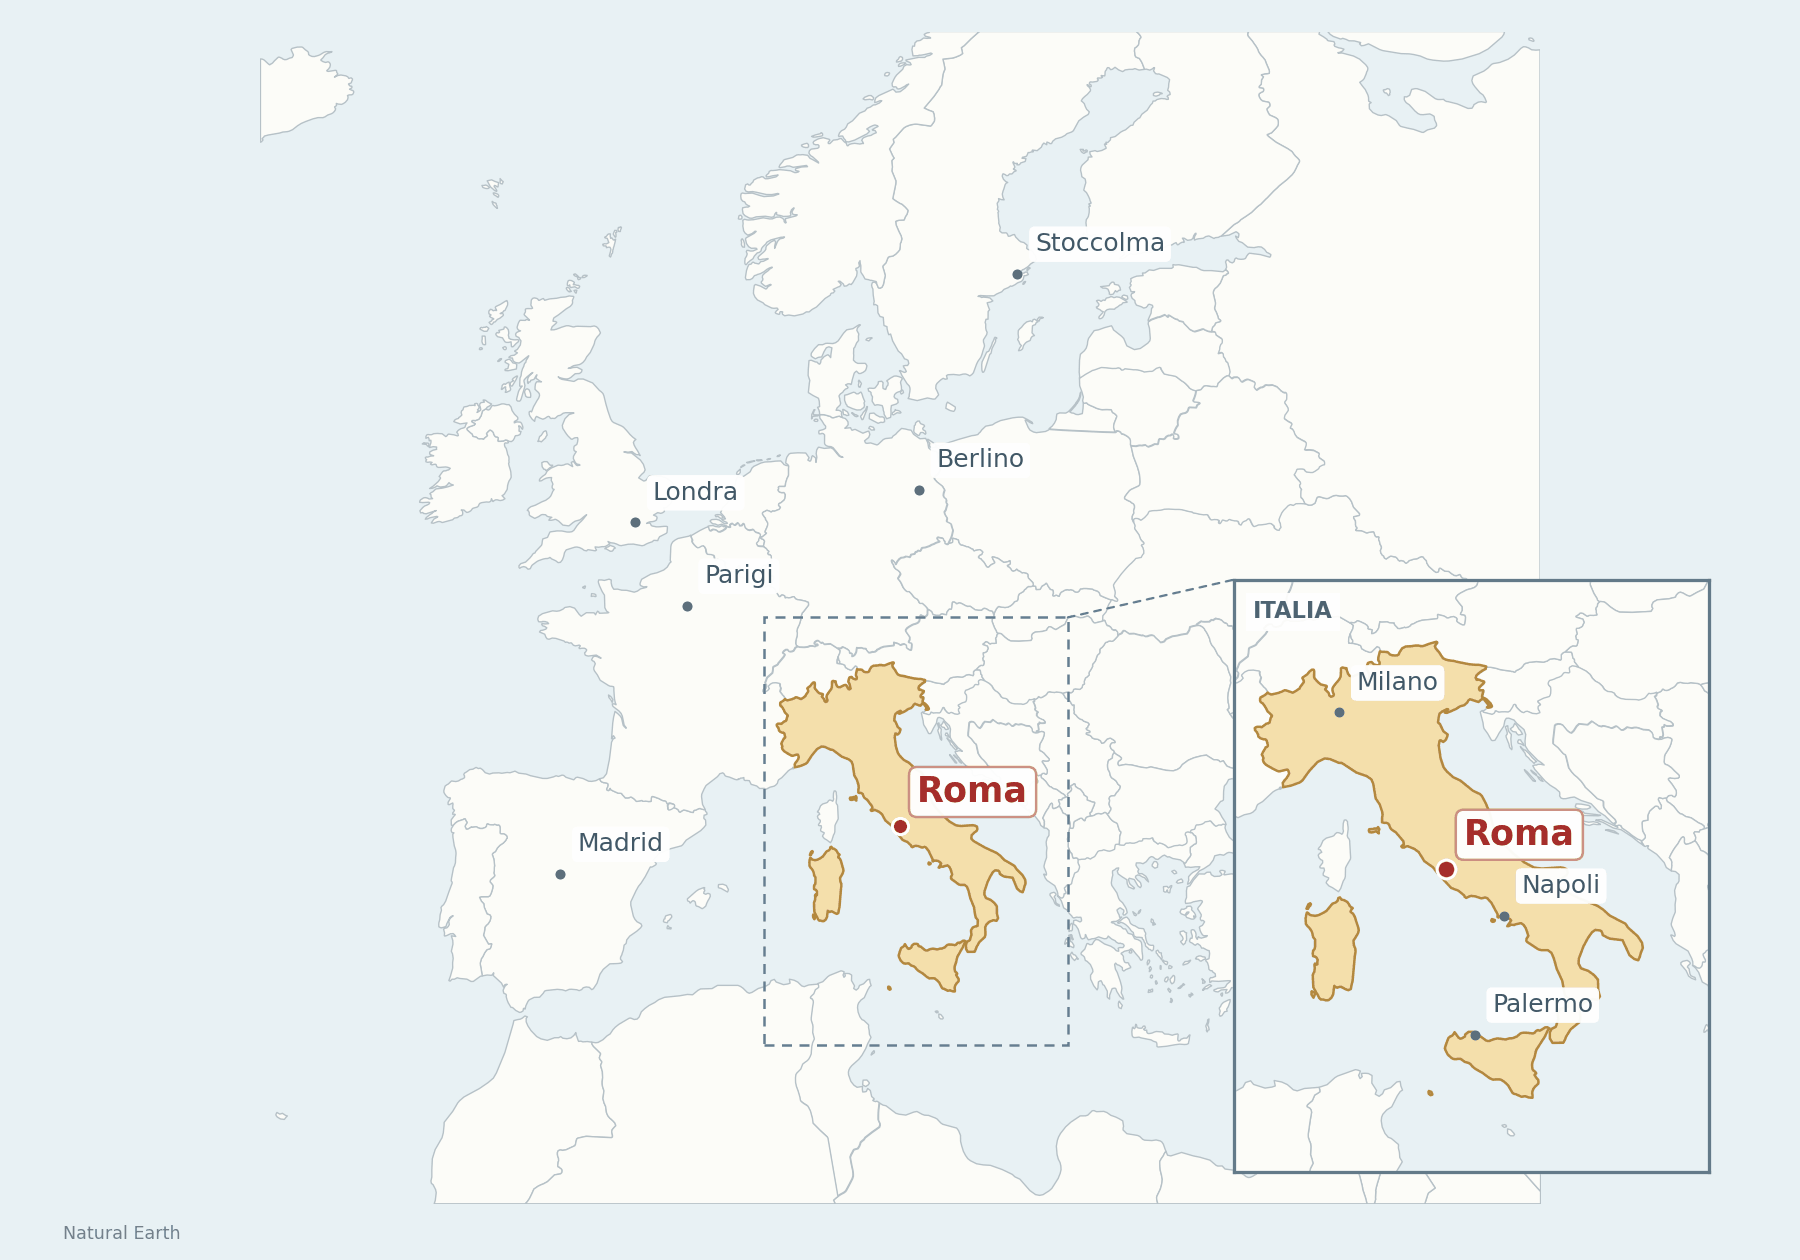 Stoccolma
Berlino
Londra
Parigi
Roma
Madrid
ITALIA
Milano
Roma
Napoli
Palermo
Natural Earth